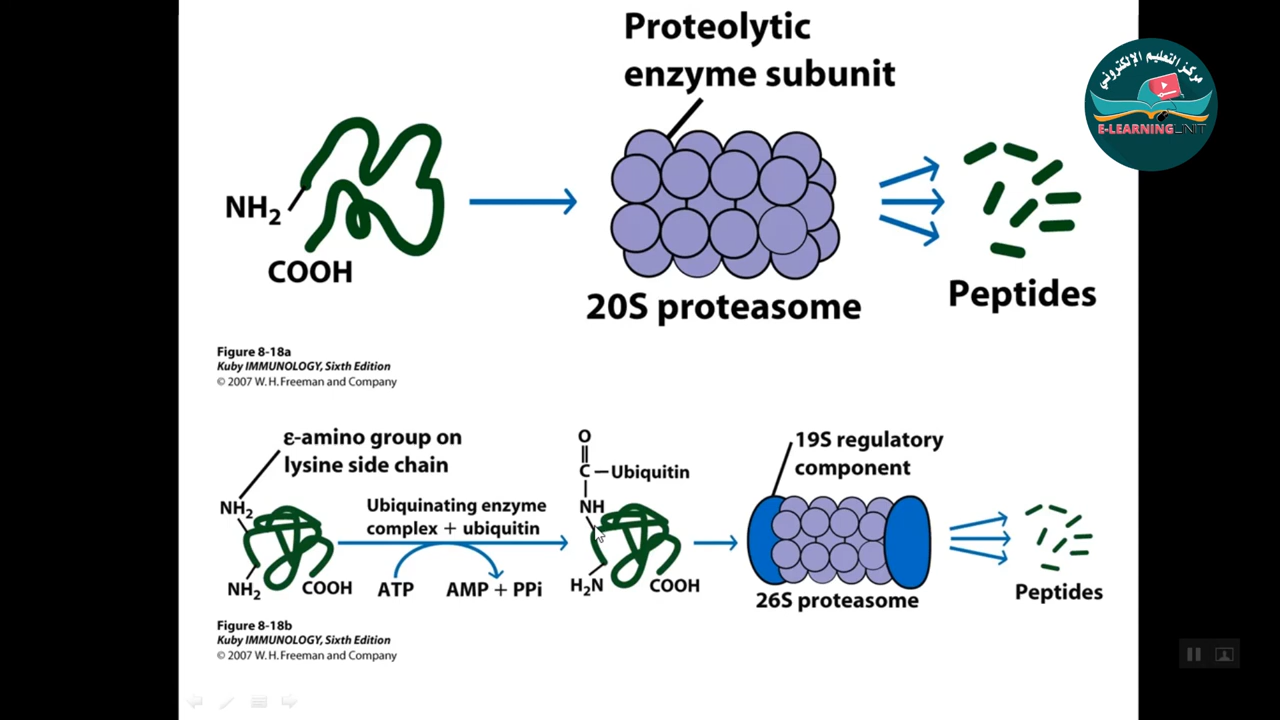 Proteolytic
enzyme subunit
مركز التعليم الإلكتروني
E-LEARNING UNIT
NH2
COOH
20S proteasome
Peptides
Figure 8-18a
Kuby IMMUNOLOGY, Sixth Edition
© 2007 W. H. Freeman and Company
ε-amino group on
lysine side chain
NH2
NH2
COOH
Ubiquinating enzyme
complex + ubiquitin
ATP
AMP + PPi
O
C – Ubiquitin
NH
H2N
COOH
19S regulatory
component
26S proteasome
Peptides
Figure 8-18b
Kuby IMMUNOLOGY, Sixth Edition
© 2007 W. H. Freeman and Company